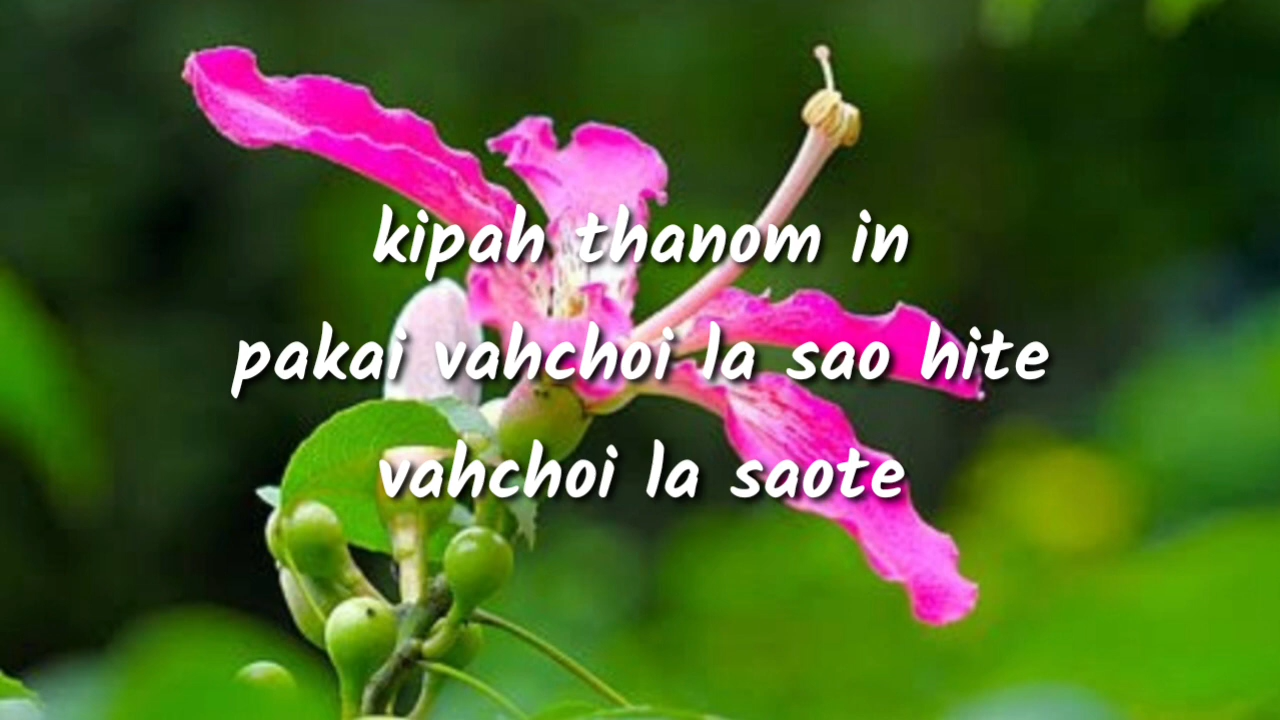 kipah thanom in
pakai vahchoi la sao hite
vahchoi la saote